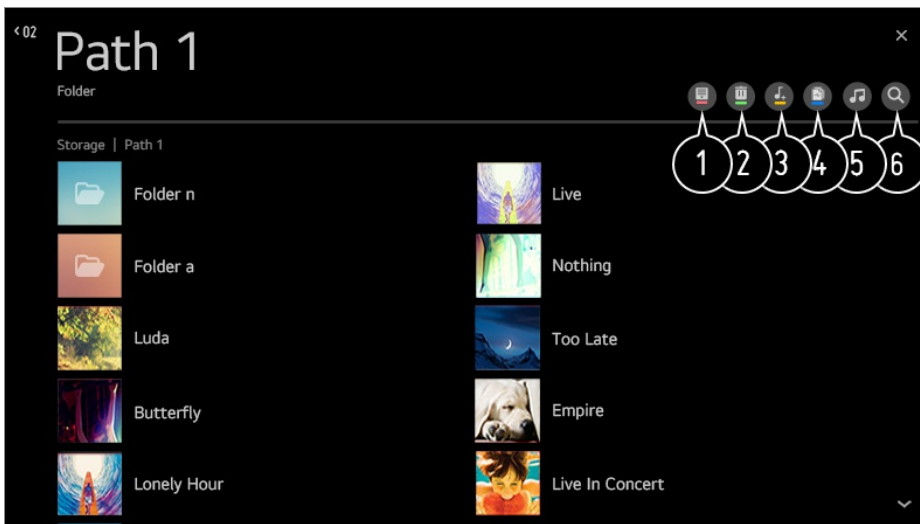 <02
Path 1
Folder
1 2 3 4 5 6
Storage | Path 1
Folder n
Live
Folder a
Nothing
Luda
Too Late
Butterfly
Empire
Lonely Hour
Live In Concert